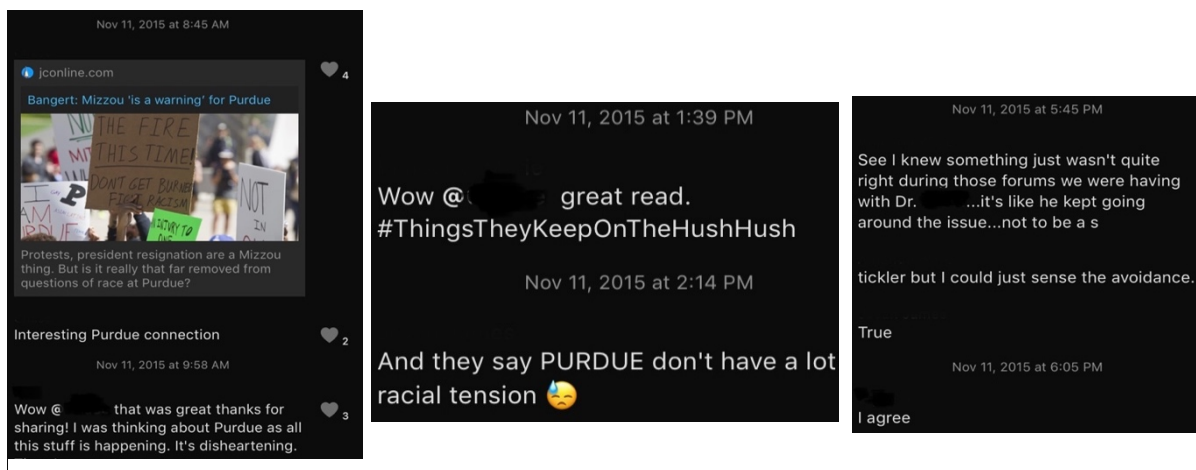 Nov 11, 2015 at 8:45 AM
jconline.com
4
Bangert: Mizzou 'is a warning' for Purdue
THE FIRE
THIS TIME!
DON'T GET BURNED
RACISM
I
P
AM
NOT
IN
Protests, president resignation are a Mizzou
thing. But is it really that far removed from
questions of race at Purdue?
Interesting Purdue connection
2
Nov 11, 2015 at 9:58 AM
Wow @ that was great thanks for
3
sharing! I was thinking about Purdue as all
this stuff is happening. It's disheartening.
Nov 11, 2015 at 1:39 PM
Wow @ great read.
#ThingsTheyKeepOnTheHushHush
Nov 11, 2015 at 2:14 PM
And they say PURDUE don't have a lot
racial tension 😓
Nov 11, 2015 at 5:45 PM
See I knew something just wasn't quite
right during those forums we were having
with Dr. ...it's like he kept going
around the issue...not to be a s
tickler but I could just sense the avoidance.
True
Nov 11, 2015 at 6:05 PM
I agree